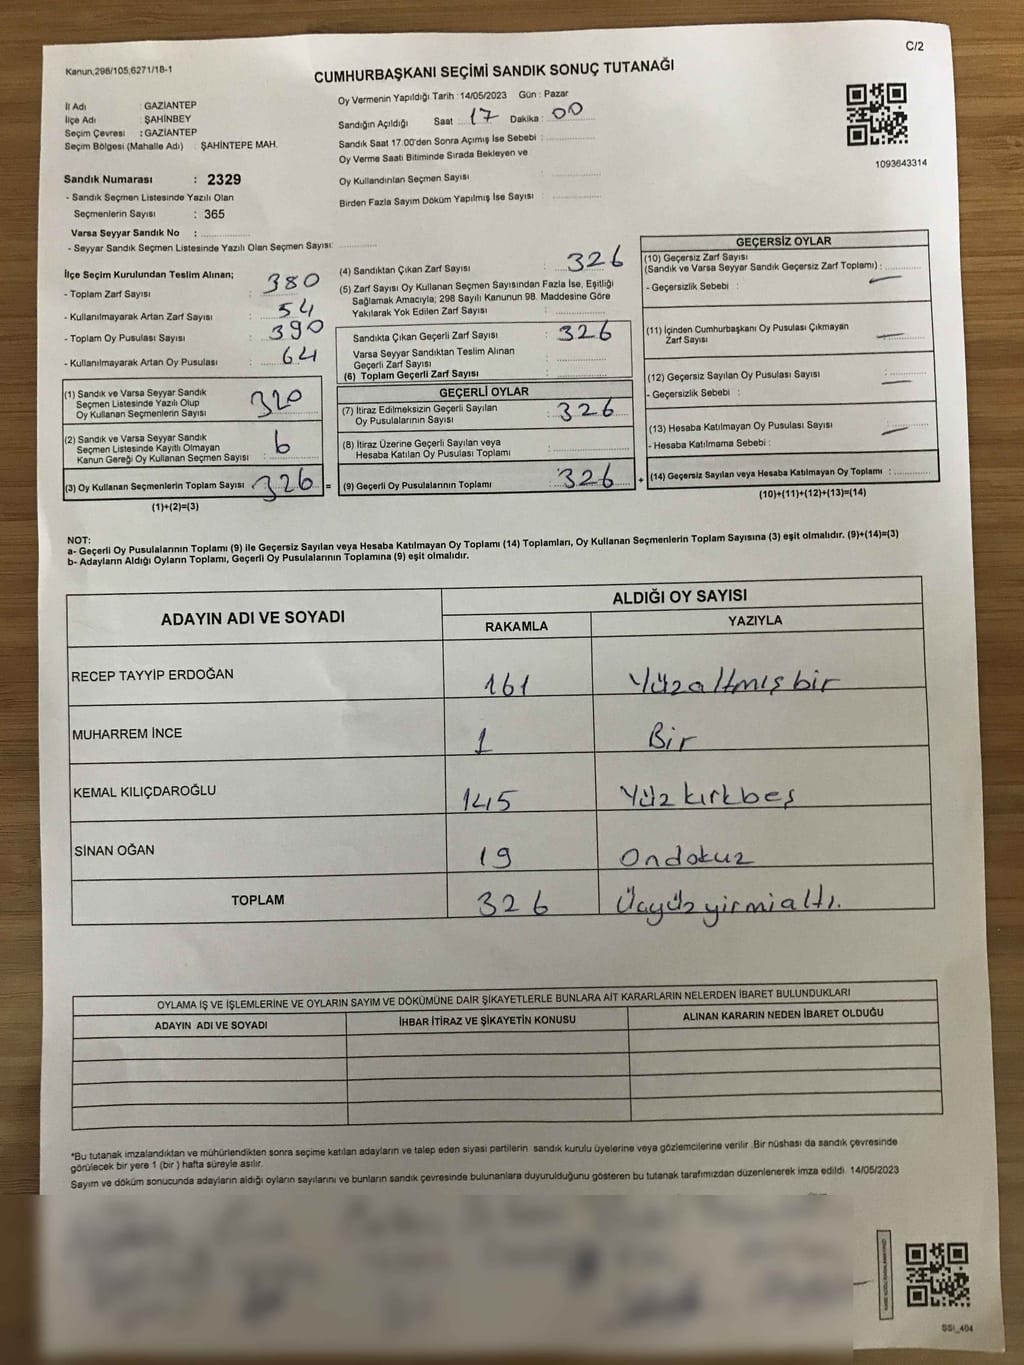 C/2
Kanun,298/105,6271/18-1
CUMHURBAŞKANI SEÇİMİ SANDIK SONUÇ TUTANAĞI
İl Adı : GAZİANTEP
İlçe Adı : ŞAHİNBEY
Seçim Çevresi : GAZİANTEP
Seçim Bölgesi (Mahalle Adı) : ŞAHİNTEPE MAH.
Sandık Numarası : 2329
- Sandık Seçmen Listesinde Yazılı Olan
Seçmenlerin Sayısı : 365
Varsa Seyyar Sandık No :
- Seyyar Sandık Seçmen Listesinde Yazılı Olan Seçmen Sayısı:
Oy Vermenin Yapıldığı Tarih : 14/05/2023 Gün : Pazar
Sandığın Açıldığı Saat : 17 Dakika : 00
Sandık Saat 17.00'den Sonra Açımış İse Sebebi :
Oy Verme Saati Bitiminde Sırada Bekleyen ve
Oy Kullandırılan Seçmen Sayısı :
Birden Fazla Sayım Döküm Yapılmış İse Sayısı :
1093643314
İlçe Seçim Kurulundan Teslim Alınan;
- Toplam Zarf Sayısı : 380
- Kullanılmayarak Artan Zarf Sayısı : 54
- Toplam Oy Pusulası Sayısı : 390
- Kullanılmayarak Artan Oy Pusulası : 64
(1) Sandık ve Varsa Seyyar Sandık
Seçmen Listesinde Yazılı Olup
Oy Kullanan Seçmenlerin Sayısı : 320
(2) Sandık ve Varsa Seyyar Sandık
Seçmen Listesinde Kayıtlı Olmayan
Kanun Gereği Oy Kullanan Seçmen Sayısı : 6
(3) Oy Kullanan Seçmenlerin Toplam Sayısı : 326 =
(1)+(2)=(3)
(4) Sandıktan Çıkan Zarf Sayısı : 326
(5) Zarf Sayısı Oy Kullanan Seçmen Sayısından Fazla İse, Eşitliği
Sağlamak Amacıyla; 298 Sayılı Kanunun 98. Maddesine Göre
Yakılarak Yok Edilen Zarf Sayısı :
Sandıkta Çıkan Geçerli Zarf Sayısı : 326
Varsa Seyyar Sandıktan Teslim Alınan
Geçerli Zarf Sayısı :
(6) Toplam Geçerli Zarf Sayısı :
GEÇERLİ OYLAR
(7) İtiraz Edilmeksizin Geçerli Sayılan
Oy Pusulalarının Sayısı : 326
(8) İtiraz Üzerine Geçerli Sayılan veya
Hesaba Katılan Oy Pusulası Toplamı :
(9) Geçerli Oy Pusulalarının Toplamı : 326 +
GEÇERSİZ OYLAR
(10) Geçersiz Zarf Sayısı
(Sandık ve Varsa Seyyar Sandık Geçersiz Zarf Toplamı) :
- Geçersizlik Sebebi : —
(11) İçinden Cumhurbaşkanı Oy Pusulası Çıkmayan
Zarf Sayısı : —
(12) Geçersiz Sayılan Oy Pusulası Sayısı : —
- Geçersizlik Sebebi :
(13) Hesaba Katılmayan Oy Pusulası Sayısı : —
- Hesaba Katılmama Sebebi :
(14) Geçersiz Sayılan veya Hesaba Katılmayan Oy Toplamı :
(10)+(11)+(12)+(13)=(14)
NOT:
a- Geçerli Oy Pusulalarının Toplamı (9) ile Geçersiz Sayılan veya Hesaba Katılmayan Oy Toplamı (14) Toplamları, Oy Kullanan Seçmenlerin Toplam Sayısına (3) eşit olmalıdır. (9)+(14)=(3)
b- Adayların Aldığı Oyların Toplamı, Geçerli Oy Pusulalarının Toplamına (9) eşit olmalıdır.
ADAYIN ADI VE SOYADI ALDIĞI OY SAYISI
RAKAMLA YAZIYLA
RECEP TAYYİP ERDOĞAN 161 Yüzaltmışbir
MUHARREM İNCE 1 Bir
KEMAL KILIÇDAROĞLU 145 Yüzkırkbeş
SİNAN OĞAN 19 Ondokuz
TOPLAM 326 Üçyüzyirmialtı.
OYLAMA İŞ VE İŞLEMLERİNE VE OYLARIN SAYIM VE DÖKÜMÜNE DAİR ŞİKAYETLERLE BUNLARA AİT KARARLARIN NELERDEN İBARET BULUNDUKLARI
ADAYIN ADI VE SOYADI İHBAR İTİRAZ VE ŞİKAYETİN KONUSU ALINAN KARARIN NEDEN İBARET OLDUĞU
*Bu tutanak imzalandıktan ve mühürlendikten sonra seçime katılan adayların ve talep eden siyasi partilerin sandık kurulu üyelerine veya gözlemcilerine verilir .Bir nüshası da sandık çevresinde
görülecek bir yere 1 (bir ) hafta süreyle asılır.
Sayım ve döküm sonucunda adayların aldığı oyların sayılarını ve bunların sandık çevresinde bulunanlara duyurulduğunu gösteren bu tutanak tarafımızdan düzenlenerek imza edildi. 14/05/2023
SSİ_404